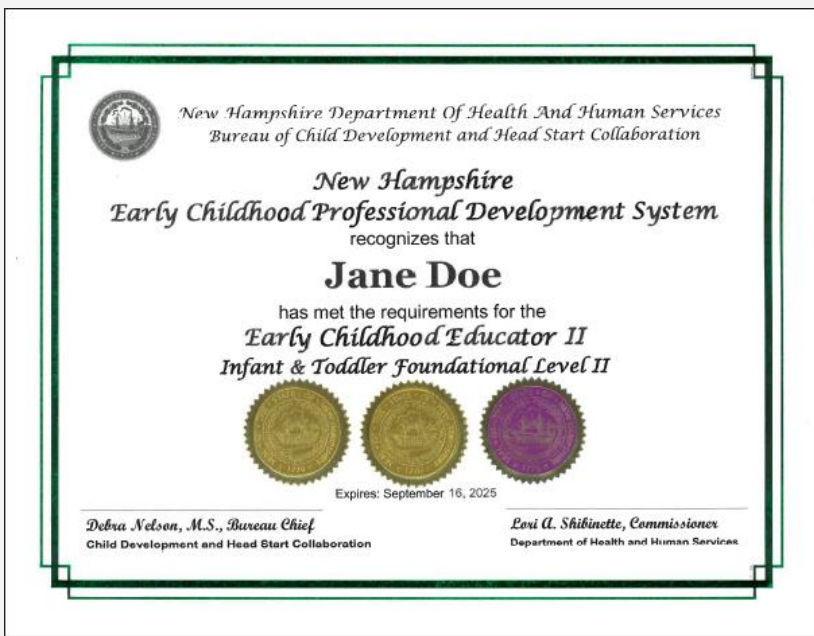 New Hampshire Department Of Health And Human Services
Bureau of Child Development and Head Start Collaboration
New Hampshire
Early Childhood Professional Development System
recognizes that
Jane Doe
has met the requirements for the
Early Childhood Educator II
Infant & Toddler Foundational Level II
Expires: September 16, 2025
Debra Nelson, M.S., Bureau Chief
Child Development and Head Start Collaboration
Lori A. Shibinette, Commissioner
Department of Health and Human Services